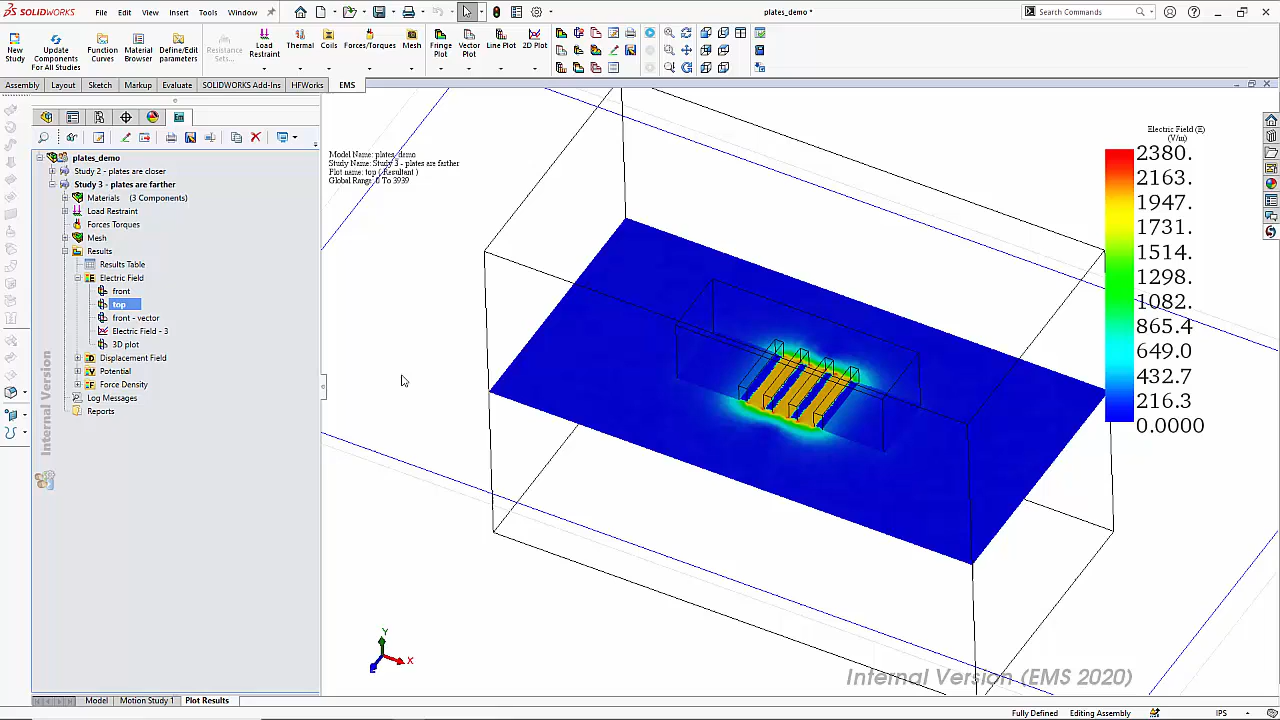 SOLIDWORKS File Edit View Insert Tools Window plates_demo * Search Commands
New Study
Update Components For All Studies
Function Curves
Material Browser
Define/Edit parameters
Resistance Sets...
Load Restraint
Thermal
Coils
Forces/Torques
Mesh
Fringe Plot
Vector Plot
Line Plot
2D Plot
Assembly Layout Sketch Markup Evaluate SOLIDWORKS Add-Ins HFWorks EMS
plates_demo
Study 2 - plates are closer
Study 3 - plates are farther
Materials (3 Components)
Load Restraint
Forces Torques
Mesh
Results
Results Table
Electric Field
front
top
front - vector
Electric Field - 3
3D plot
Displacement Field
Potential
Force Density
Log Messages
Reports
Internal Version
Model Name: plates_demo
Study Name: Study 3 - plates are farther
Plot name: top ( Resultant )
Global Range: 0 To 3939
Electric Field (E)
(V/m)
2380.
2163.
1947.
1731.
1514.
1298.
1082.
865.4
649.0
432.7
216.3
0.0000
Y
X
Internal Version (EMS 2020)
Model Motion Study 1 Plot Results
Fully Defined Editing Assembly IPS